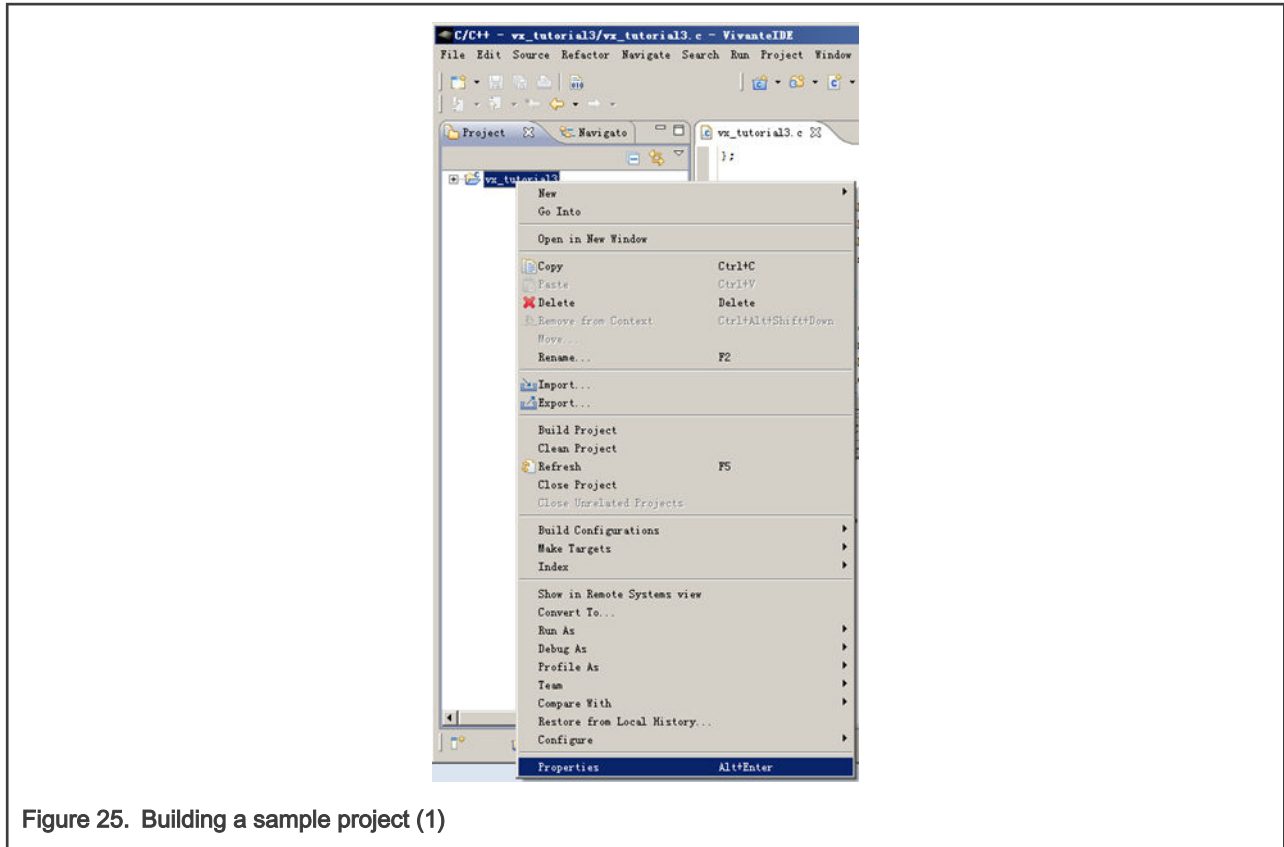 C/C++ - vx_tutorial3/vx_tutorial3.c - VivanteIDE
File Edit Source Refactor Navigate Search Run Project Window
Project Navigato vx_tutorial3.c
};
vx_tutorial3
New
Go Into
Open in New Window
Copy Ctrl+C
Paste Ctrl+V
Delete Delete
Remove from Context Ctrl+Alt+Shift+Down
Move...
Rename... F2
Import...
Export...
Build Project
Clean Project
Refresh F5
Close Project
Close Unrelated Projects
Build Configurations
Make Targets
Index
Show in Remote Systems view
Convert To...
Run As
Debug As
Profile As
Team
Compare With
Restore from Local History...
Configure
Properties Alt+Enter
Figure 25. Building a sample project (1)